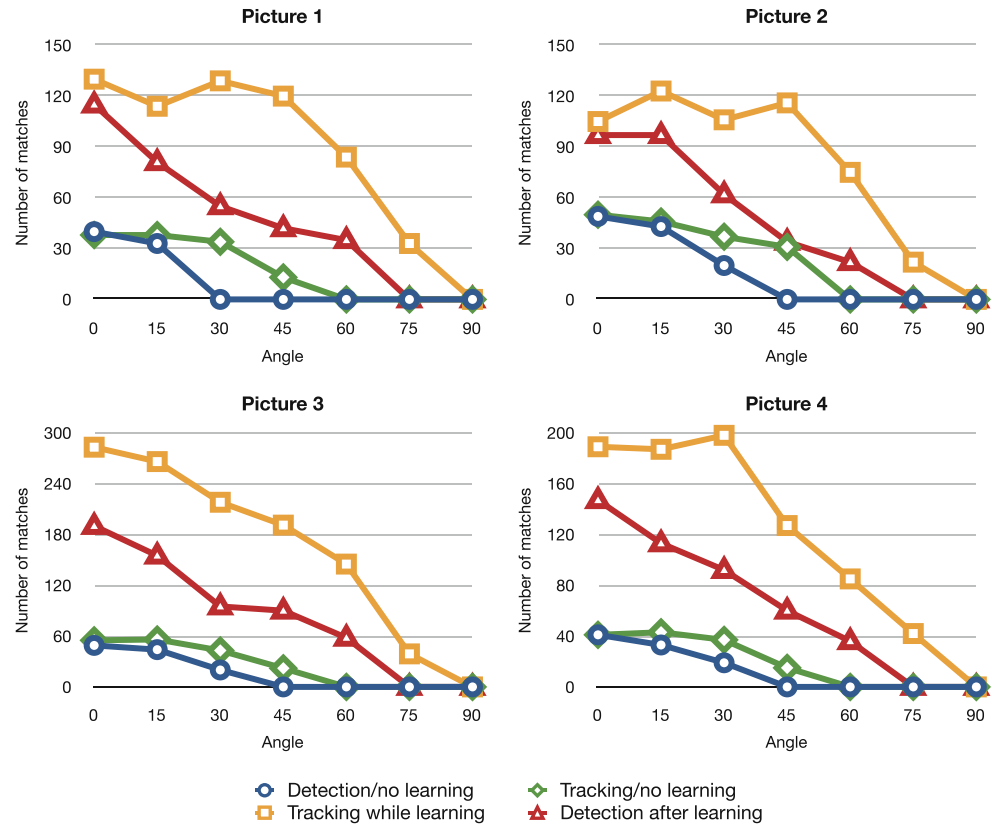 Picture 1
150
120
90
60
30
0
Number of matches
0 15 30 45 60 75 90
Angle
Picture 2
150
120
90
60
30
0
Number of matches
0 15 30 45 60 75 90
Angle
Picture 3
300
240
180
120
60
0
Number of matches
0 15 30 45 60 75 90
Angle
Picture 4
200
160
120
80
40
0
Number of matches
0 15 30 45 60 75 90
Angle
Detection/no learning
Tracking/no learning
Tracking while learning
Detection after learning